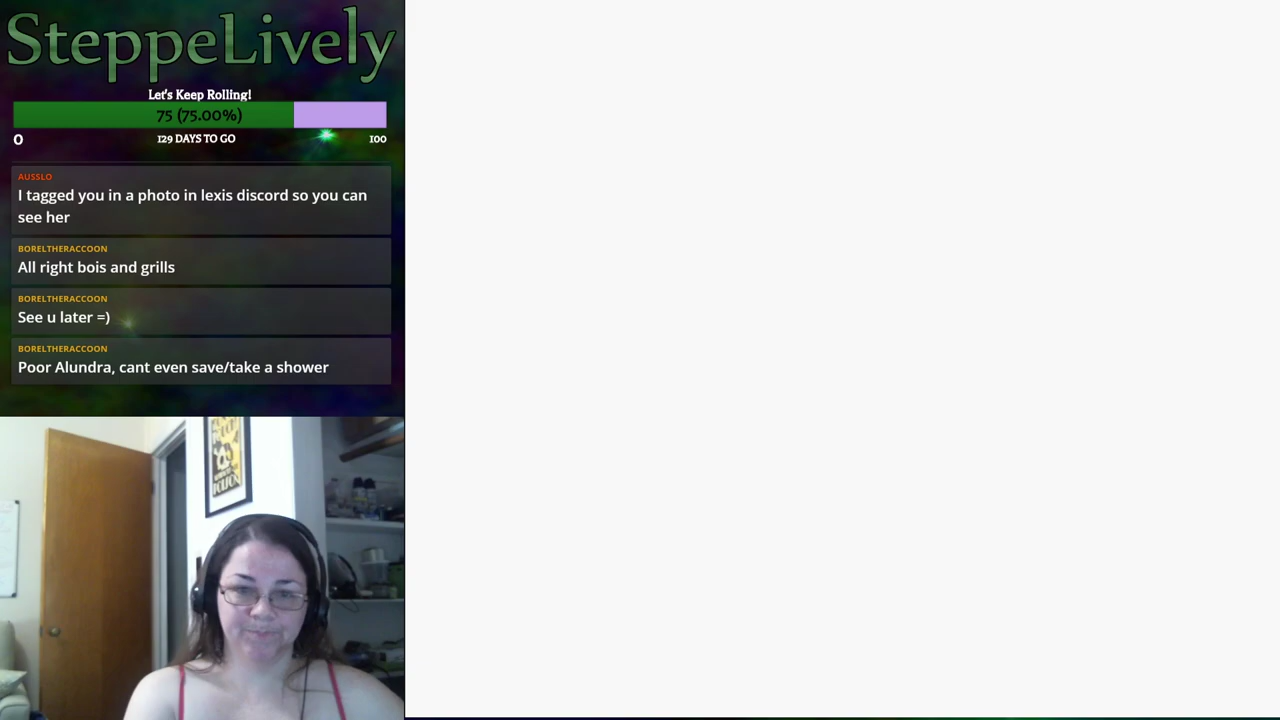 SteppeLively
Let's Keep Rolling!
75 (75.00%)
0 129 DAYS TO GO 100
AUSSLO
I tagged you in a photo in lexis discord so you can
see her
BORELTHERACCOON
All right bois and grills
BORELTHERACCOON
See u later =)
BORELTHERACCOON
Poor Alundra, cant even save/take a shower